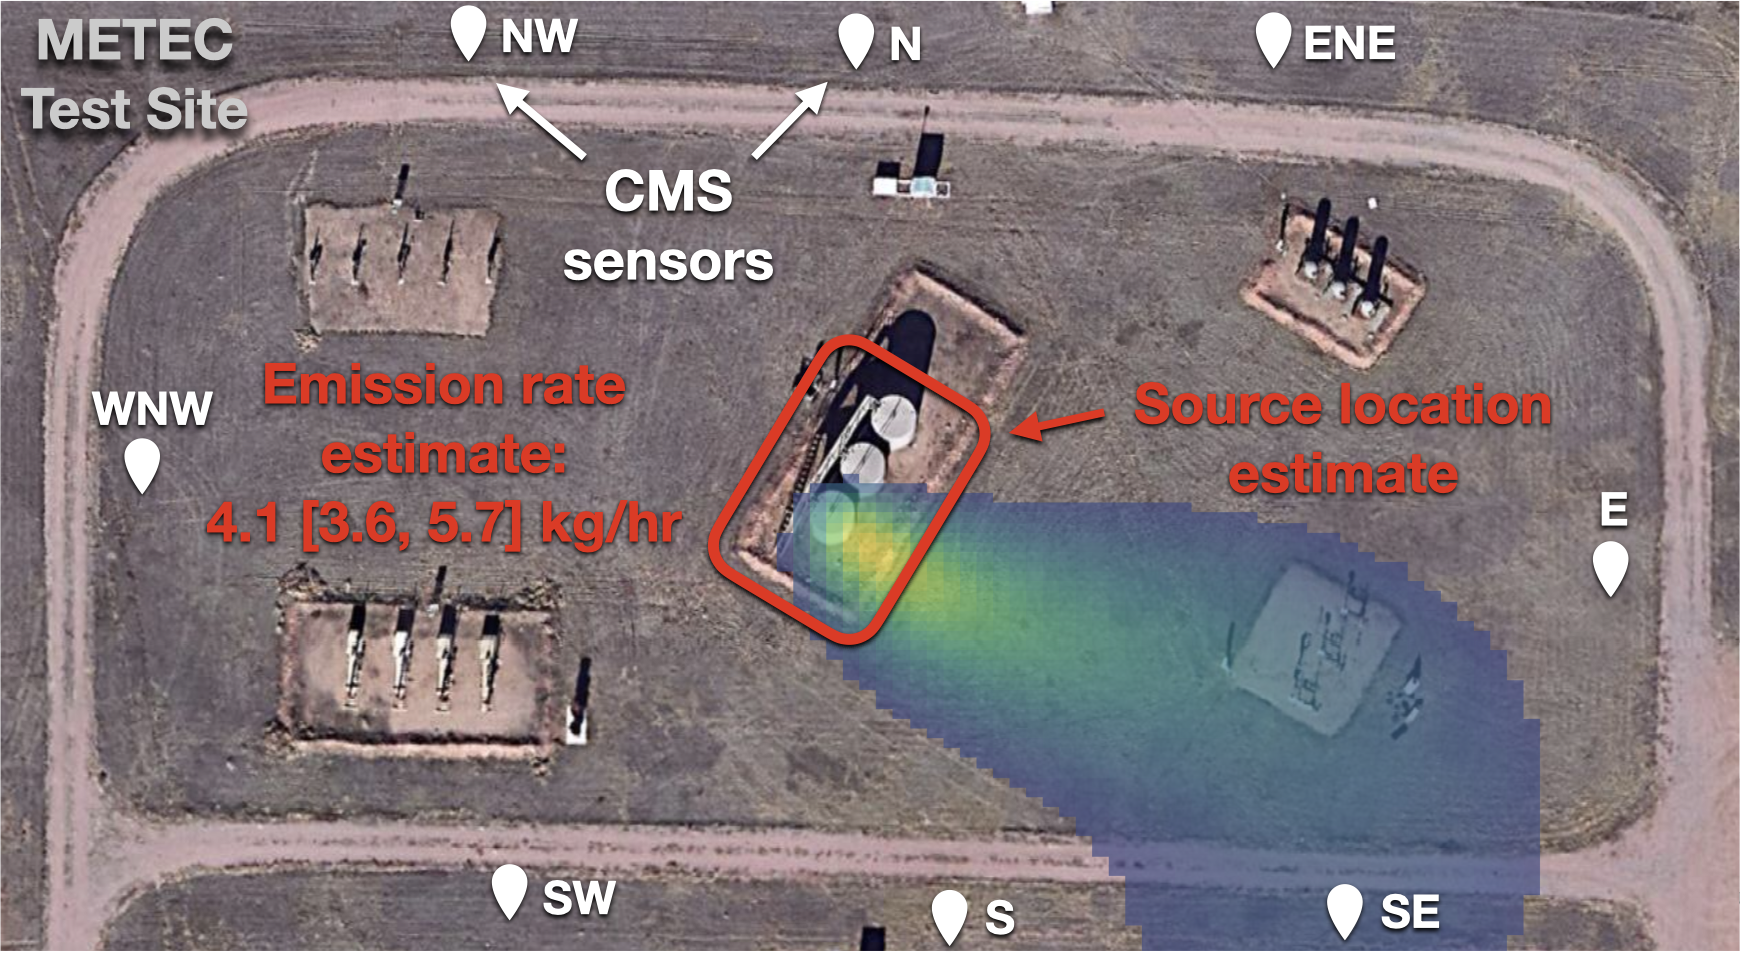 METEC
Test Site
NW
N
ENE
CMS
sensors
WNW
Emission rate
estimate:
4.1 [3.6, 5.7] kg/hr
Source location
estimate
E
SW
S
SE